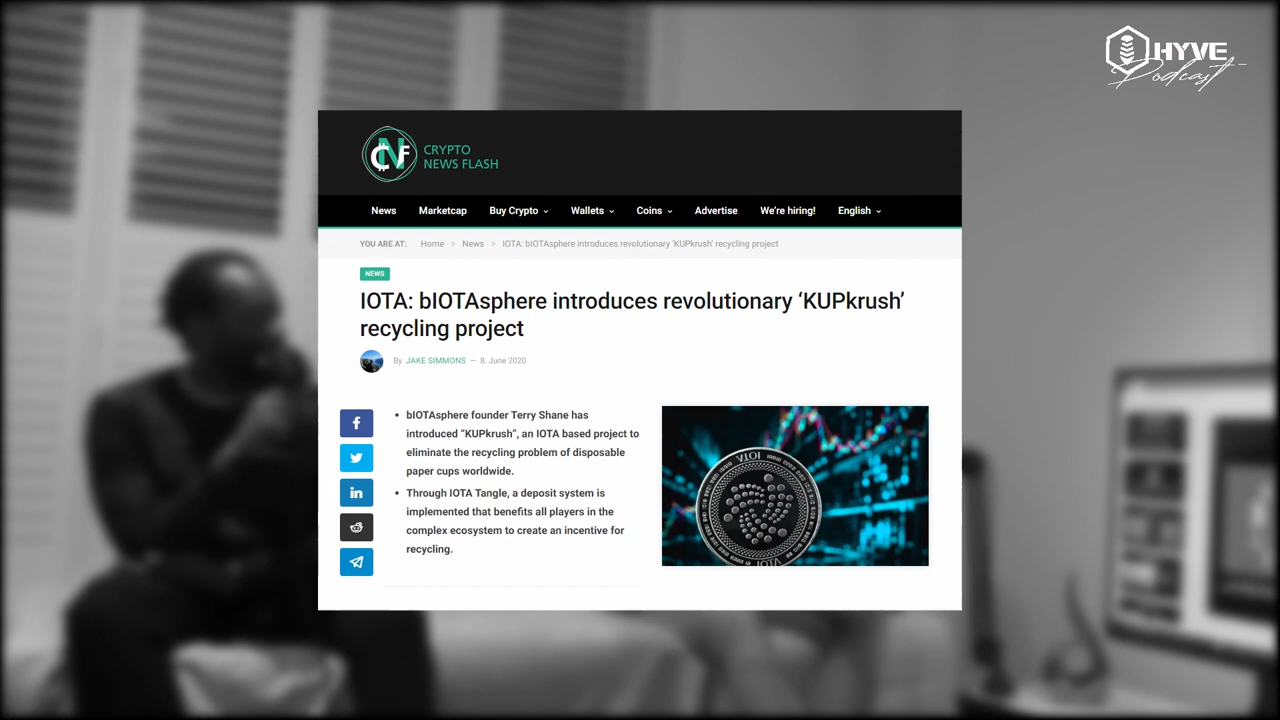 HYVE
Podcast
CNF
CRYPTO
NEWS FLASH
News Marketcap Buy Crypto Wallets Coins Advertise We're hiring! English
YOU ARE AT: Home » News » IOTA: bIOTAsphere introduces revolutionary 'KUPkrush' recycling project
NEWS
IOTA: bIOTAsphere introduces revolutionary ‘KUPkrush’
recycling project
By JAKE SIMMONS — 8. June 2020
• bIOTAsphere founder Terry Shane has
introduced “KUPkrush”, an IOTA based project to
eliminate the recycling problem of disposable
paper cups worldwide.
• Through IOTA Tangle, a deposit system is
implemented that benefits all players in the
complex ecosystem to create an incentive for
recycling.
IOTA
IOTA